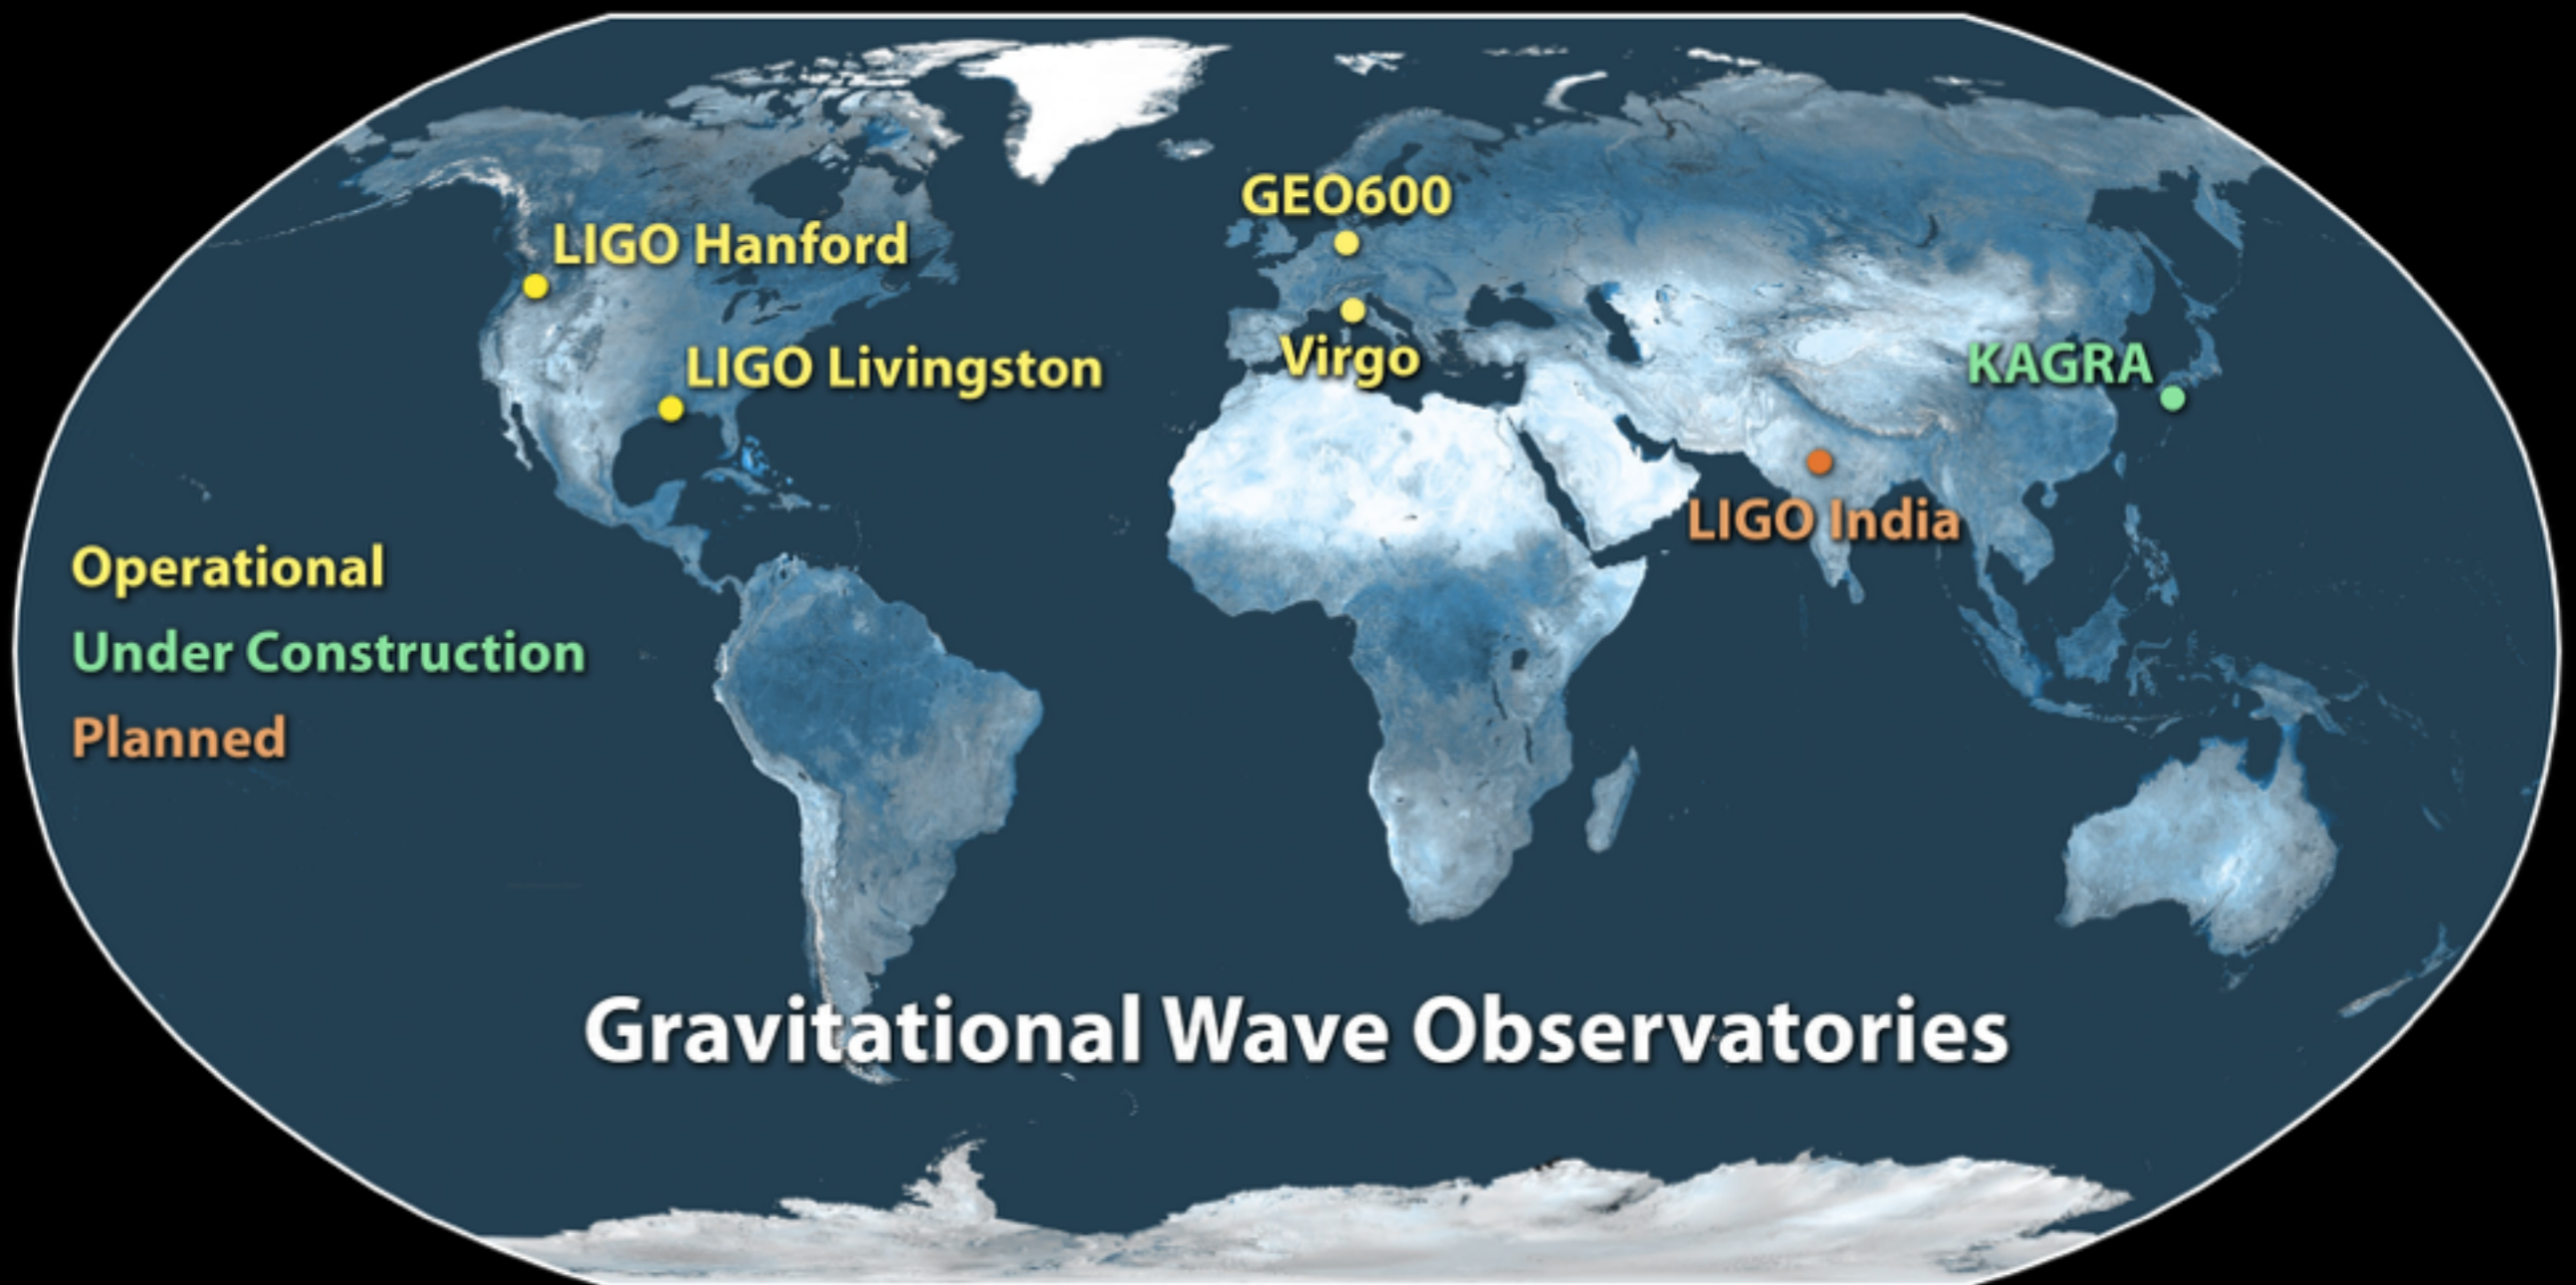 GEO600
LIGO Hanford
Virgo
LIGO Livingston
KAGRA
LIGO India
Operational
Under Construction
Planned
Gravitational Wave Observatories